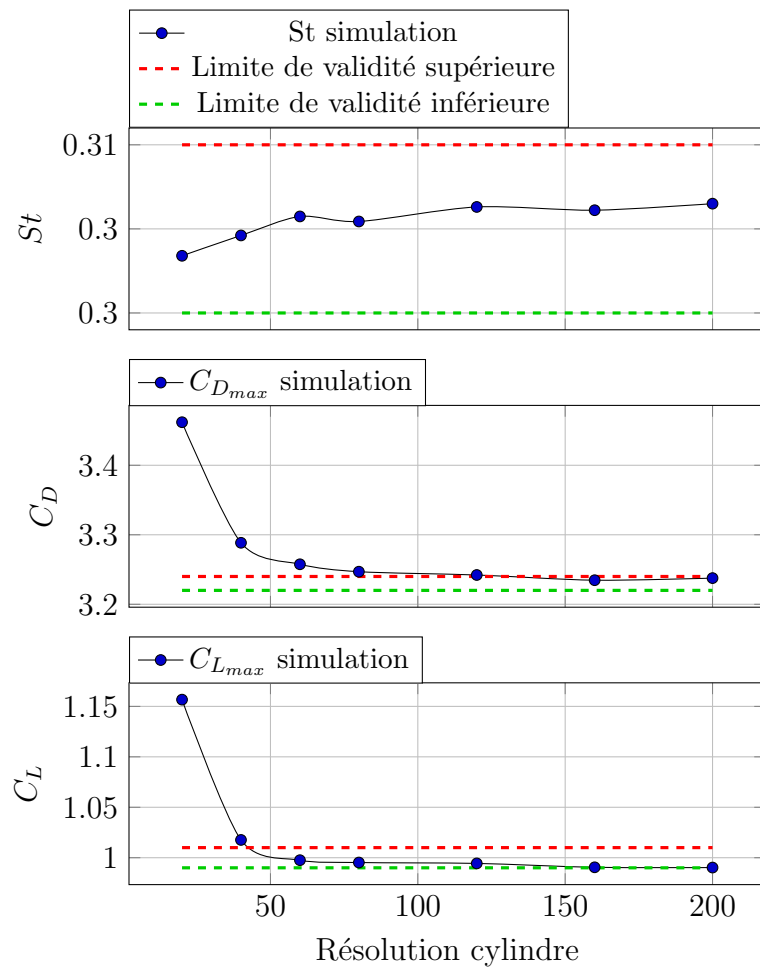 St simulation
Limite de validité supérieure
Limite de validité inférieure
0.31
0.3
0.3
St
C_{D_{max}} simulation
3.4
3.3
3.2
C_D
C_{L_{max}} simulation
1.15
1.1
1.05
1
C_L
50 100 150 200
Résolution cylindre